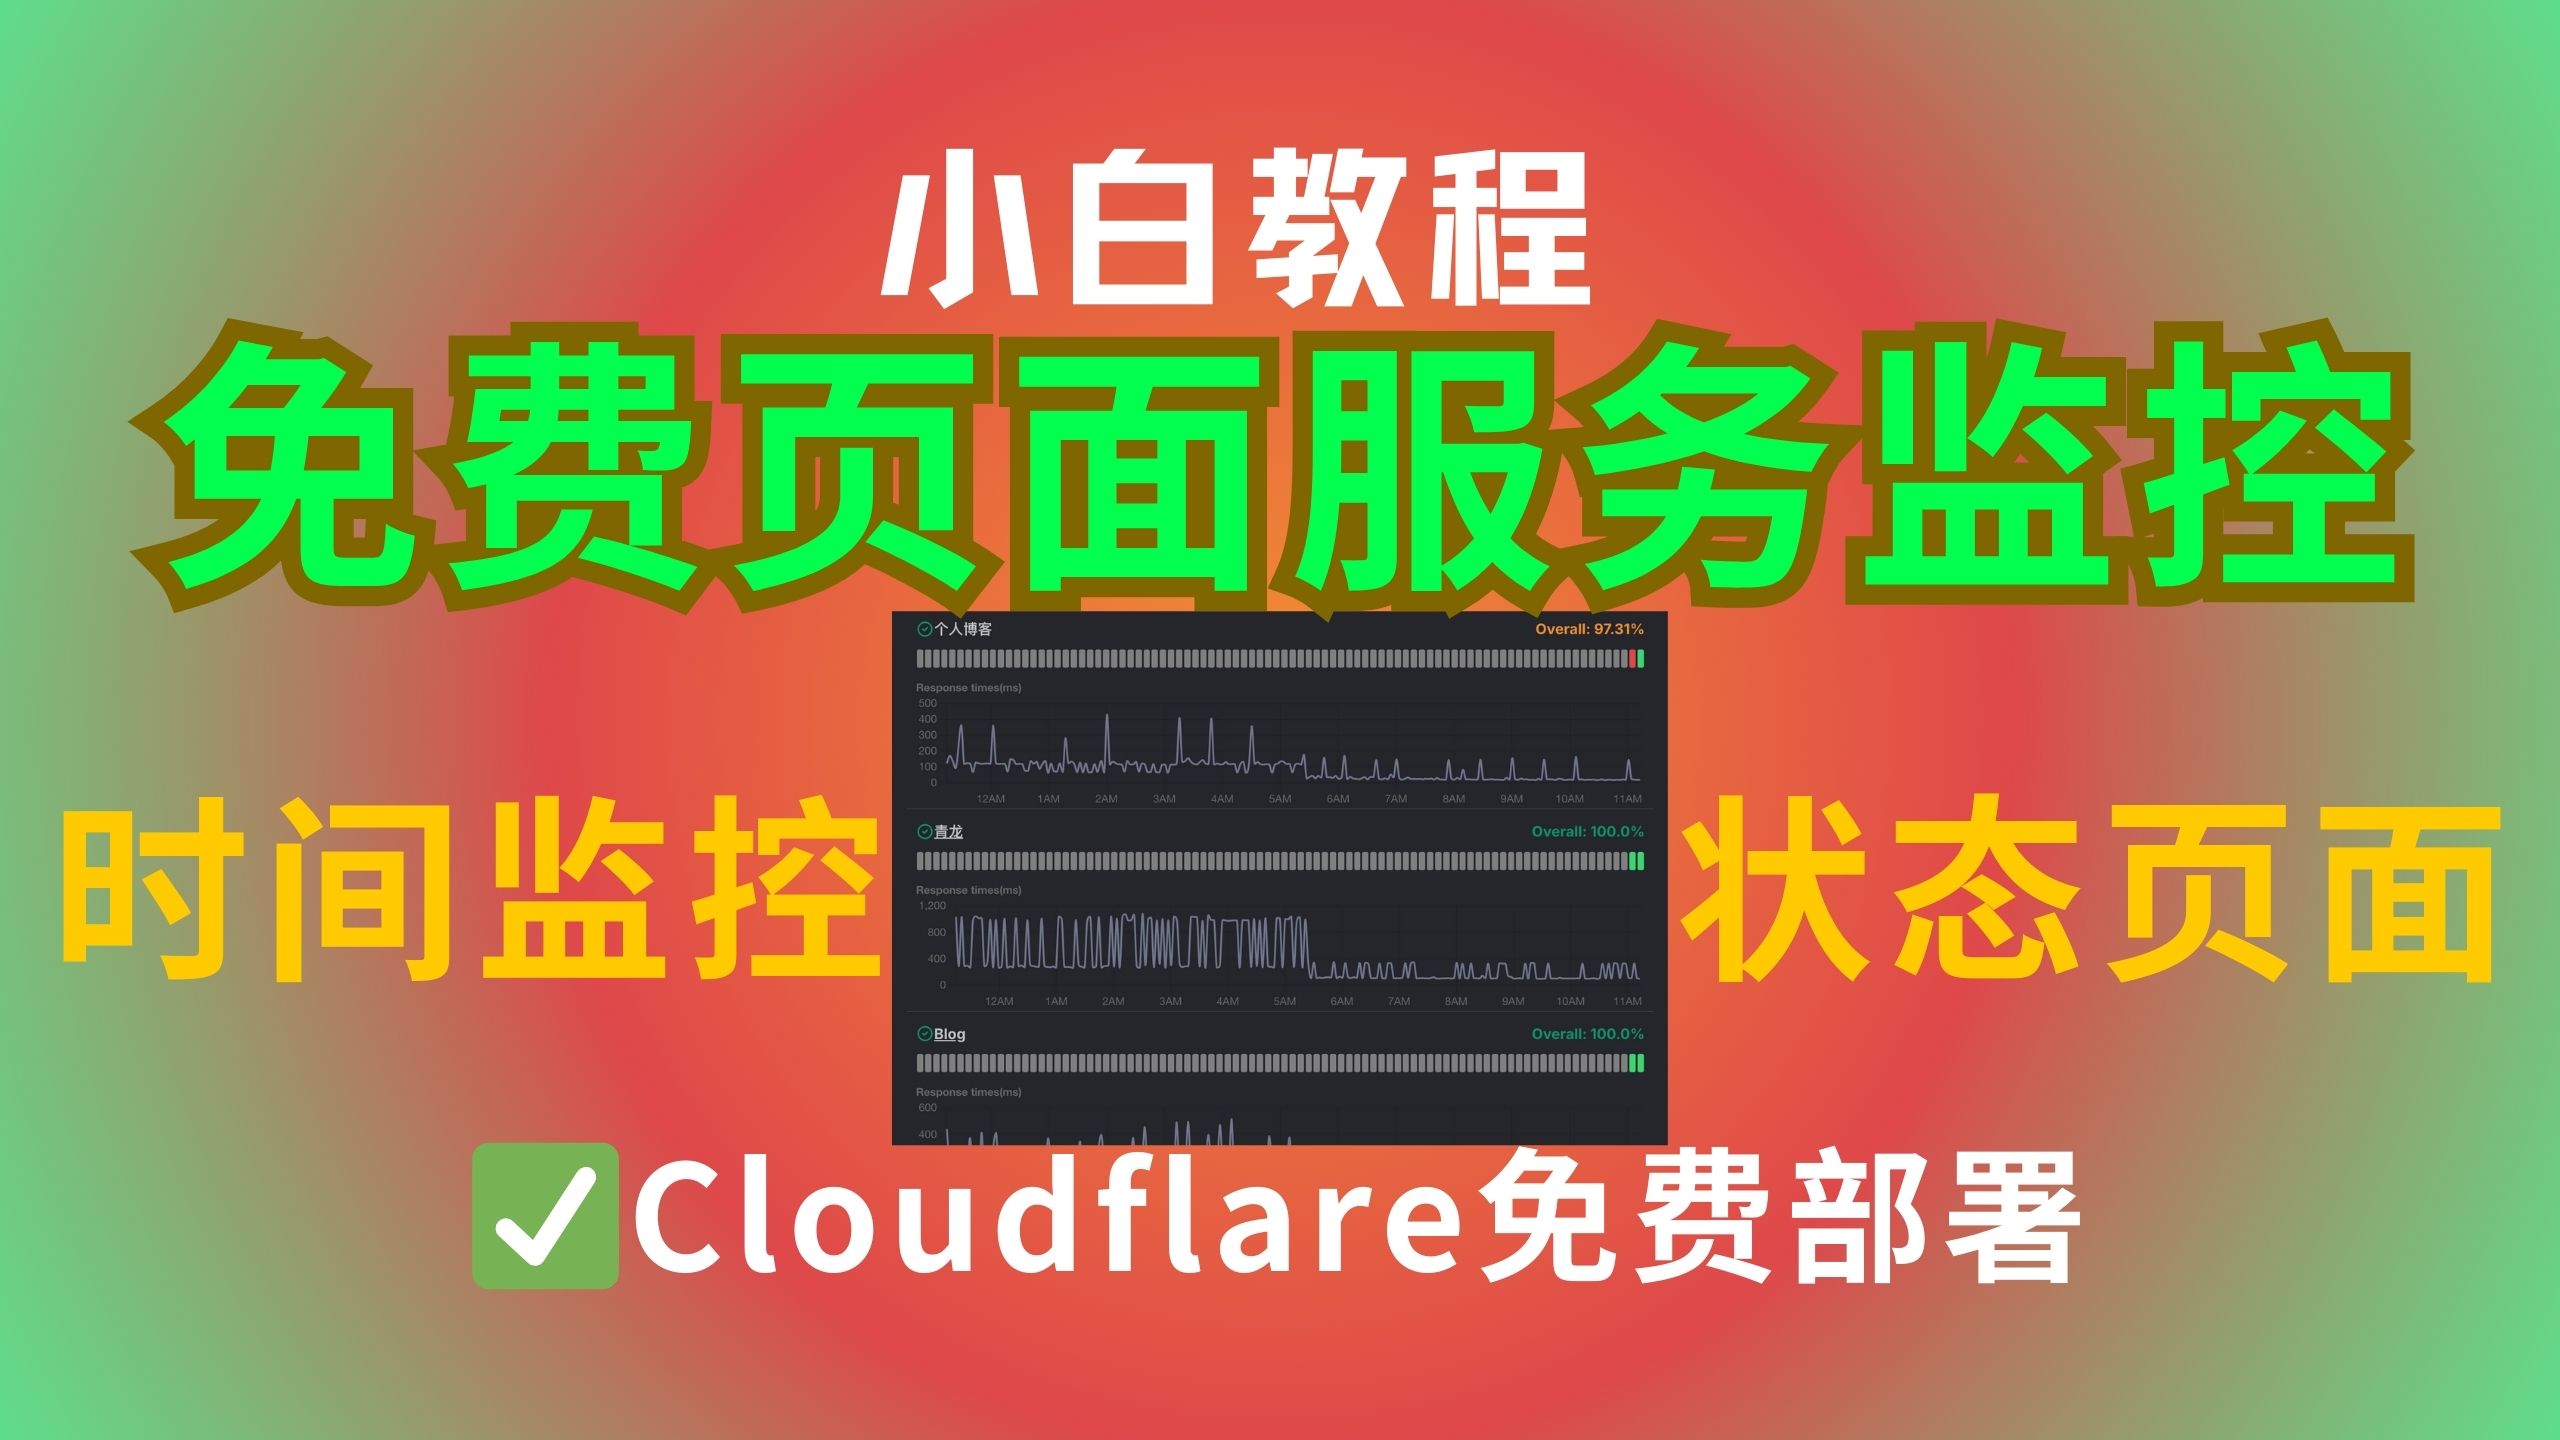 小白教程
免费页面服务监控
个人博客 Overall: 97.31%
Response times(ms)
500
400
300
200
100
0
12AM 1AM 2AM 3AM 4AM 5AM 6AM 7AM 8AM 9AM 10AM 11AM
时间监控
状态页面
青龙 Overall: 100.0%
Response times(ms)
1,200
800
400
0
12AM 1AM 2AM 3AM 4AM 5AM 6AM 7AM 8AM 9AM 10AM 11AM
Blog Overall: 100.0%
Response times(ms)
600
400
✅Cloudflare免费部署